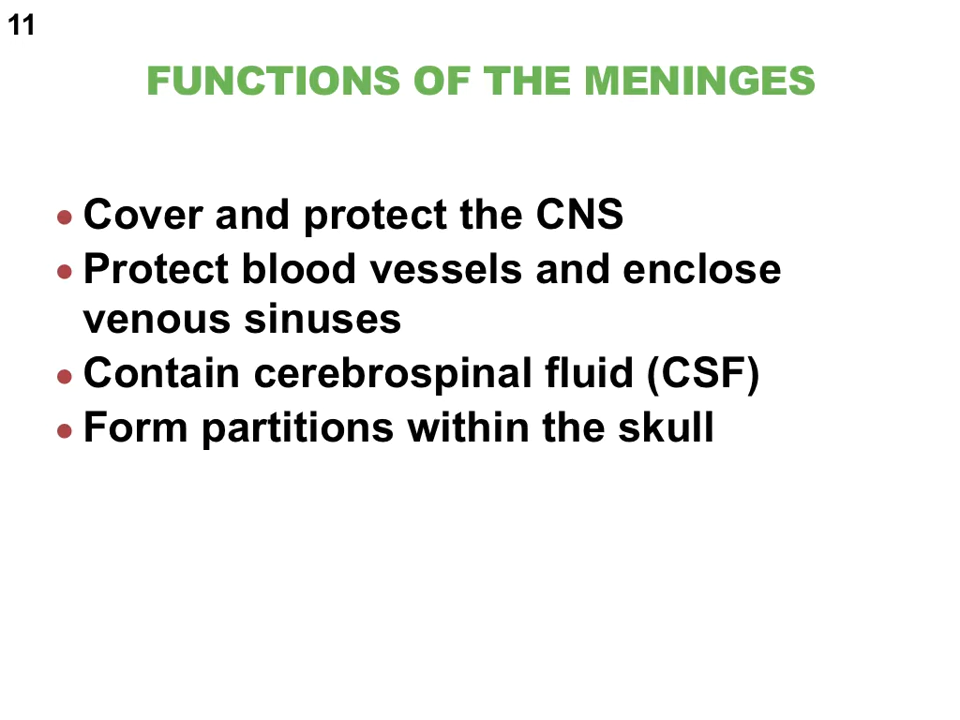 11
FUNCTIONS OF THE MENINGES
• Cover and protect the CNS
• Protect blood vessels and enclose
venous sinuses
• Contain cerebrospinal fluid (CSF)
• Form partitions within the skull